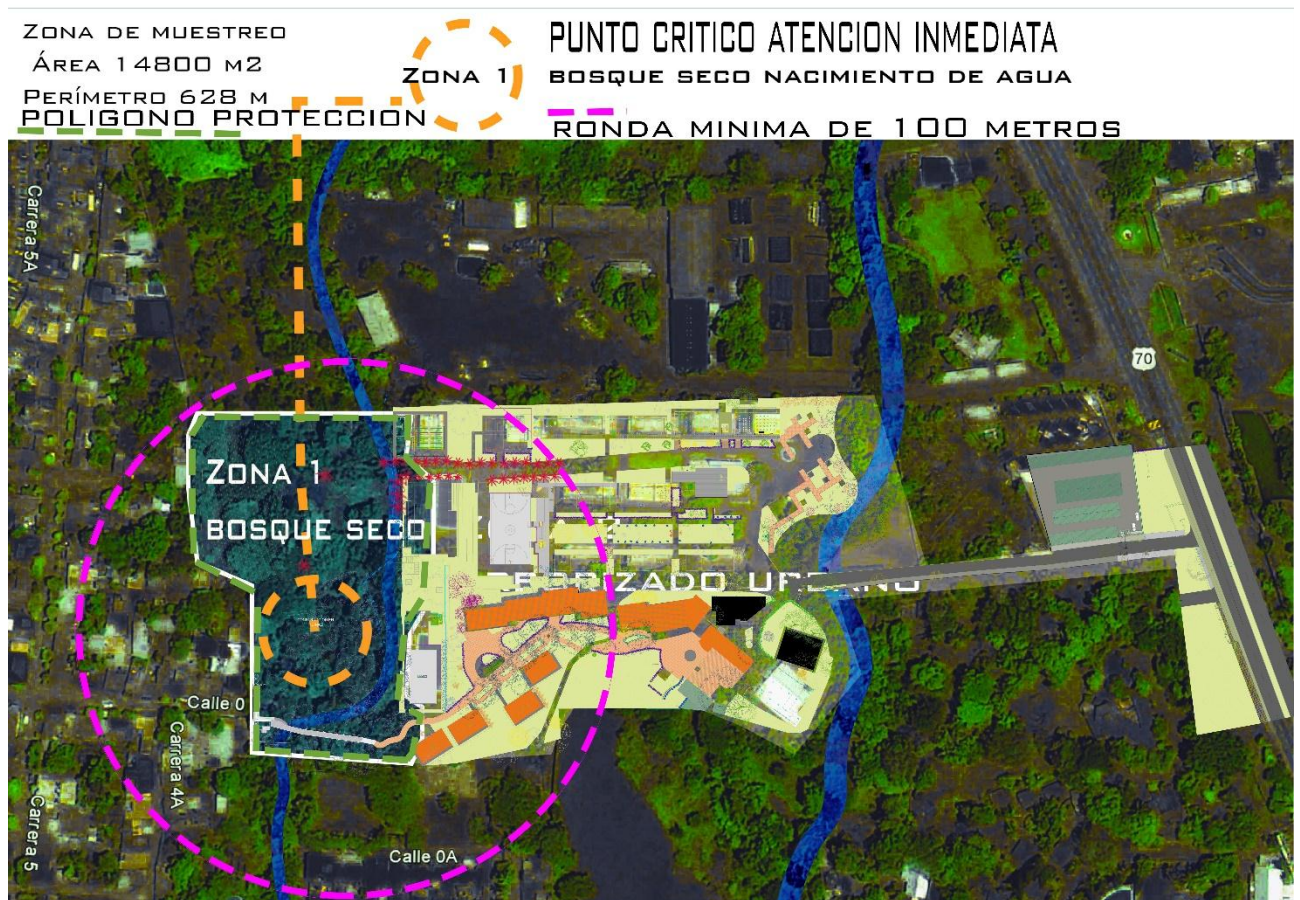 ZONA DE MUESTREO
ÁREA 14800 M2
PERÍMETRO 628 M
POLIGONO PROTECCION
ZONA 1
PUNTO CRITICO ATENCION INMEDIATA
BOSQUE SECO NACIMIENTO DE AGUA
RONDA MINIMA DE 100 METROS
Carrera 5A
70
ZONA 1
BOSQUE SECO
URBANO
Calle 0
Carrera 4A
Carrera 5
Calle 0A